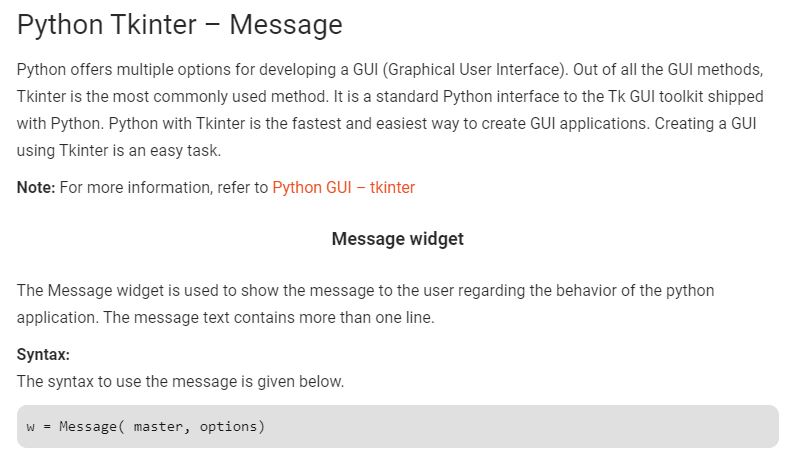 Python Tkinter – Message
Python offers multiple options for developing a GUI (Graphical User Interface). Out of all the GUI methods,
Tkinter is the most commonly used method. It is a standard Python interface to the Tk GUI toolkit shipped
with Python. Python with Tkinter is the fastest and easiest way to create GUI applications. Creating a GUI
using Tkinter is an easy task.
Note: For more information, refer to Python GUI – tkinter
Message widget
The Message widget is used to show the message to the user regarding the behavior of the python
application. The message text contains more than one line.
Syntax:
The syntax to use the message is given below.
w = Message( master, options)